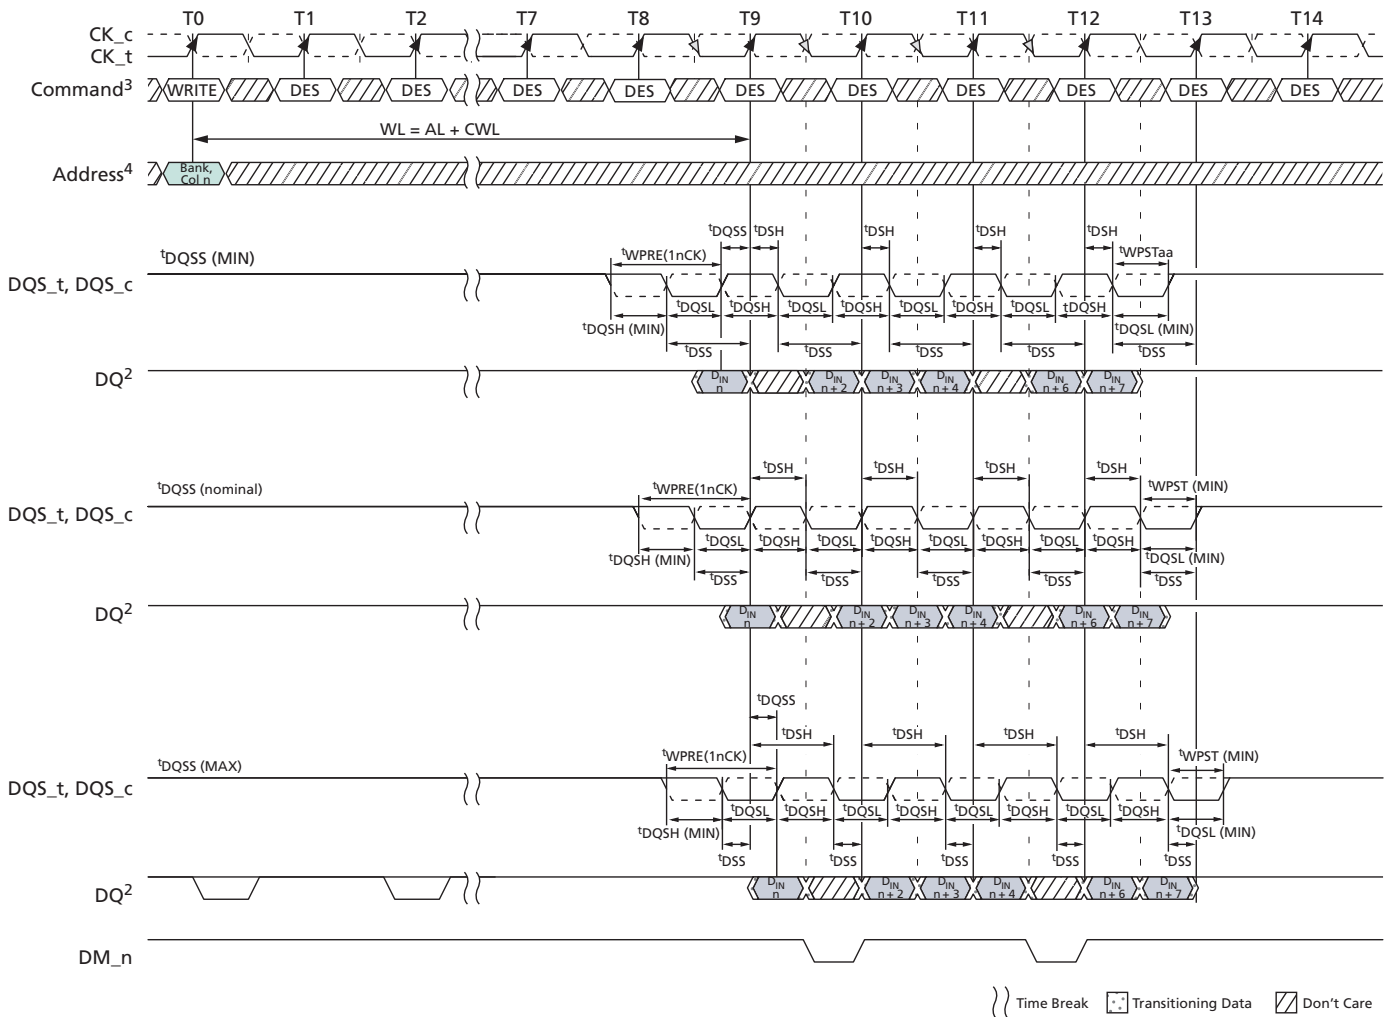 T0 T1 T2 T7 T8 T9 T10 T11 T12 T13 T14
CK_c
CK_t
Command3 WRITE DES DES DES DES DES DES DES DES DES DES
WL = AL + CWL
Address4 Bank, Col n
tDQSS tDSH tDSH tDSH tDSH
tDQSS (MIN) tWPRE(1nCK) tWPSTaa
DQS_t, DQS_c
tDQSL tDQSH tDQSL tDQSH tDQSL tDQSH tDQSL tDQSH
tDQSH (MIN) tDQSL (MIN)
tDSS tDSS tDSS tDSS tDSS
DQ2 DIN n DIN n + 2 DIN n + 3 DIN n + 4 DIN n + 6 DIN n + 7
tDSH tDSH tDSH tDSH
tDQSS (nominal) tWPRE(1nCK) tWPST (MIN)
DQS_t, DQS_c
tDQSL tDQSH tDQSL tDQSH tDQSL tDQSH tDQSL tDQSH
tDQSH (MIN) tDQSL (MIN)
tDSS tDSS tDSS tDSS tDSS
DQ2 DIN n DIN n + 2 DIN n + 3 DIN n + 4 DIN n + 6 DIN n + 7
tDQSS
tDSH tDSH tDSH tDSH
tDQSS (MAX) tWPRE(1nCK) tWPST (MIN)
DQS_t, DQS_c
tDQSL tDQSH tDQSL tDQSH tDQSL tDQSH tDQSL tDQSH
tDQSH (MIN) tDQSL (MIN)
tDSS tDSS tDSS tDSS tDSS
DQ2 DIN n DIN n + 2 DIN n + 3 DIN n + 4 DIN n + 6 DIN n + 7
DM_n
Time Break Transitioning Data Don't Care